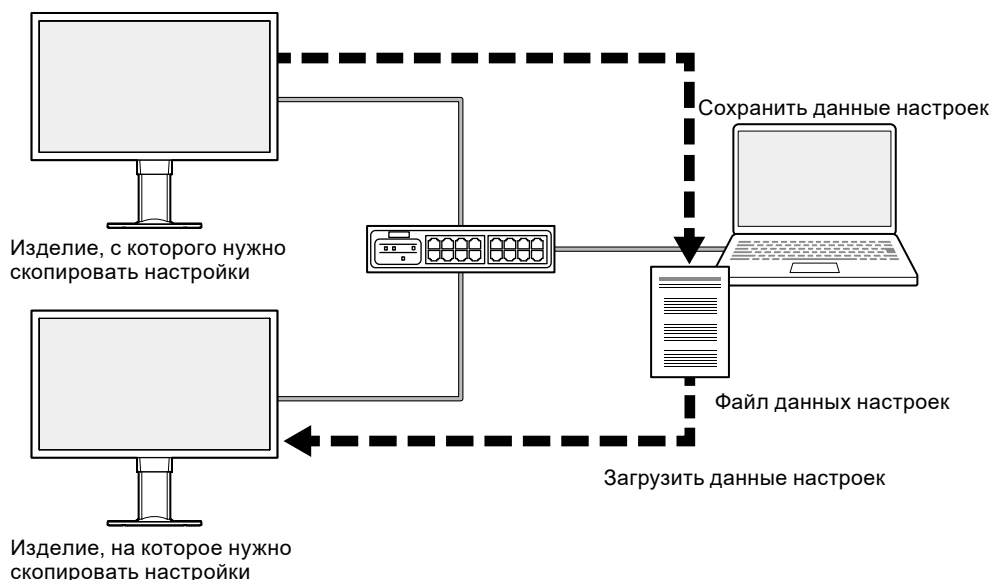 Сохранить данные настроек
Изделие, с которого нужно
скопировать настройки
Файл данных настроек
Загрузить данные настроек
Изделие, на которое нужно
скопировать настройки